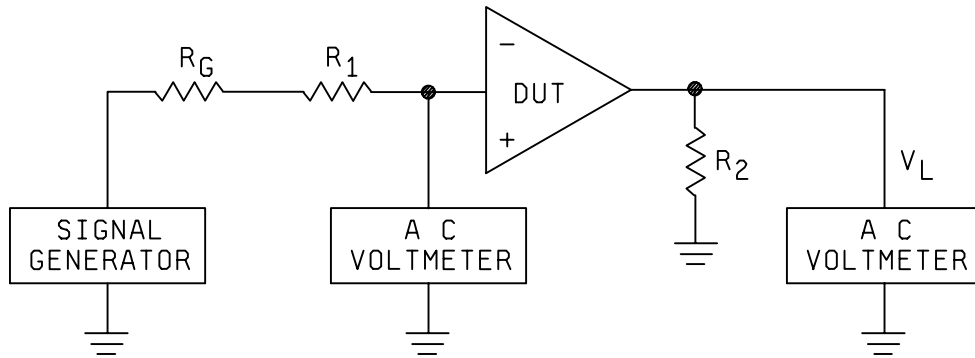 R_G
R_1
−
DUT
+
R_2
V_L
SIGNAL
GENERATOR
A C
VOLTMETER
A C
VOLTMETER